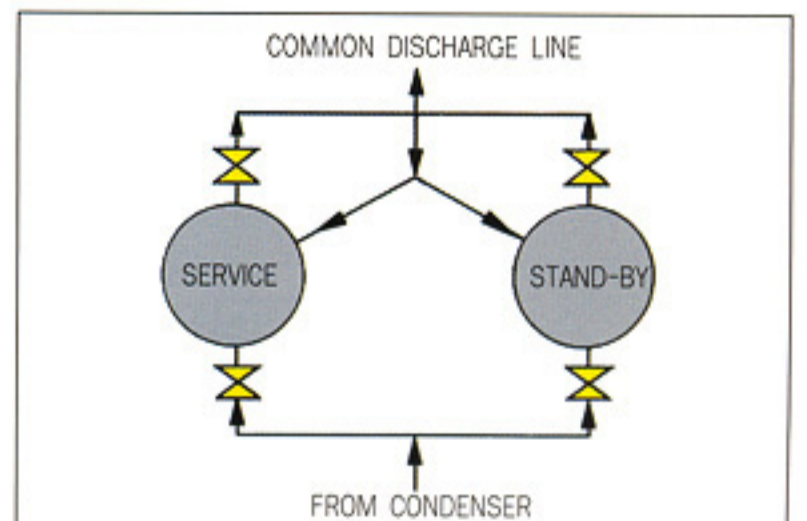 COMMON DISCHARGE LINE
SERVICE
STAND-BY
FROM CONDENSER